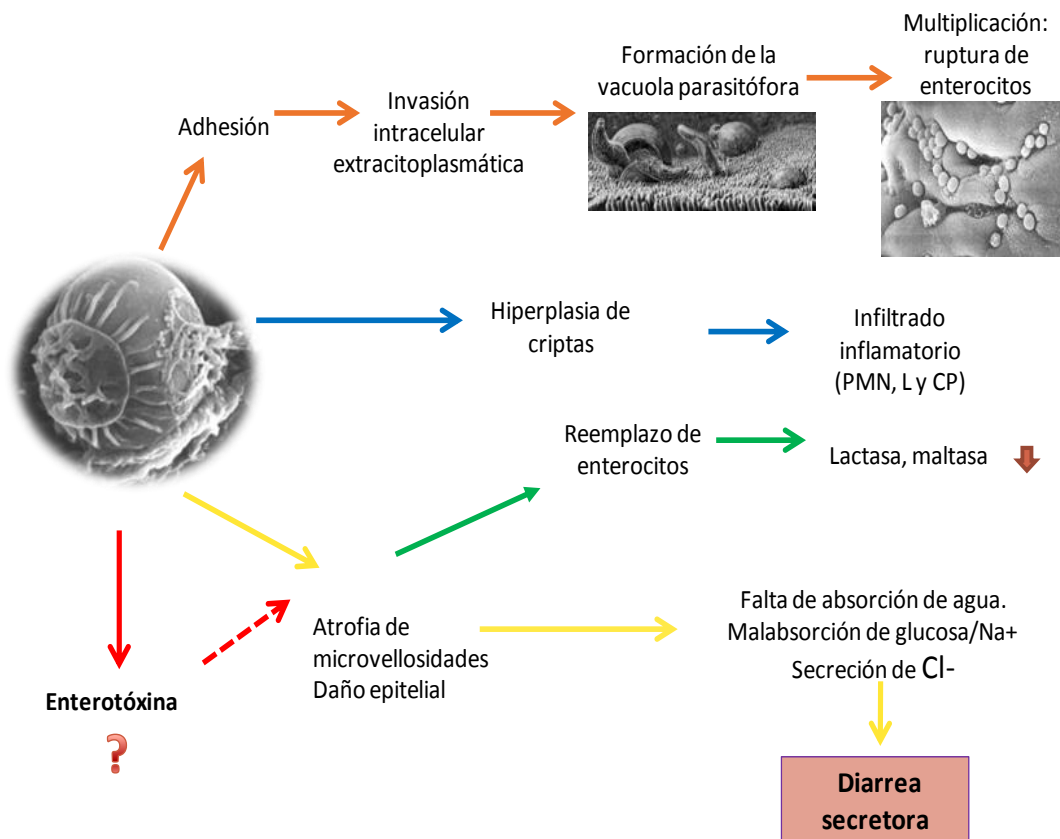 Adhesión
Invasión
intracelular
extracitoplasmática
Formación de la
vacuola parasitófora
Multiplicación:
ruptura de
enterocitos
Hiperplasia de
criptas
Infiltrado
inflamatorio
(PMN, L y CP)
Reemplazo de
enterocitos
Lactasa, maltasa
Atrofia de
microvellosidades
Daño epitelial
Falta de absorción de agua.
Malabsorción de glucosa/Na+
Secreción de Cl-
Enterotóxina
?
Diarrea
secretora